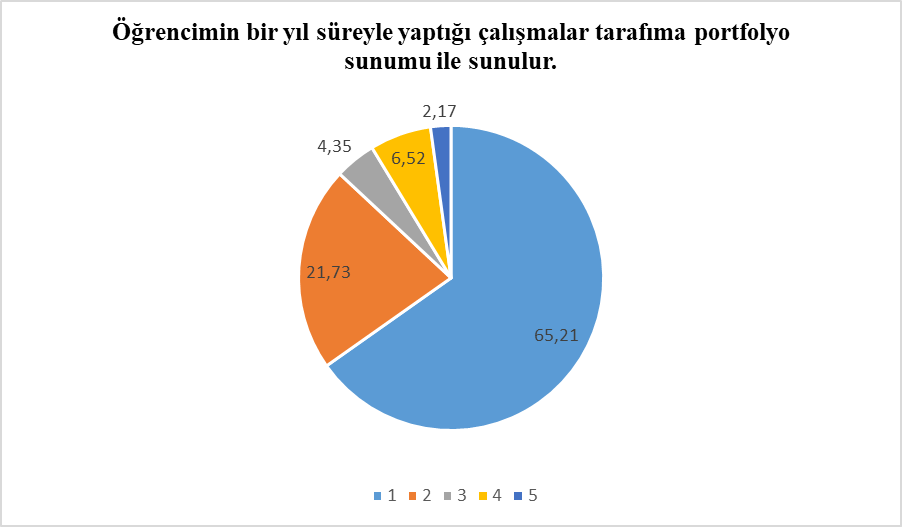 Öğrencimin bir yıl süreyle yaptığı çalışmalar tarafıma portfolyo
sunumu ile sunulur.
2,17
4,35
6,52
21,73
65,21
1 2 3 4 5